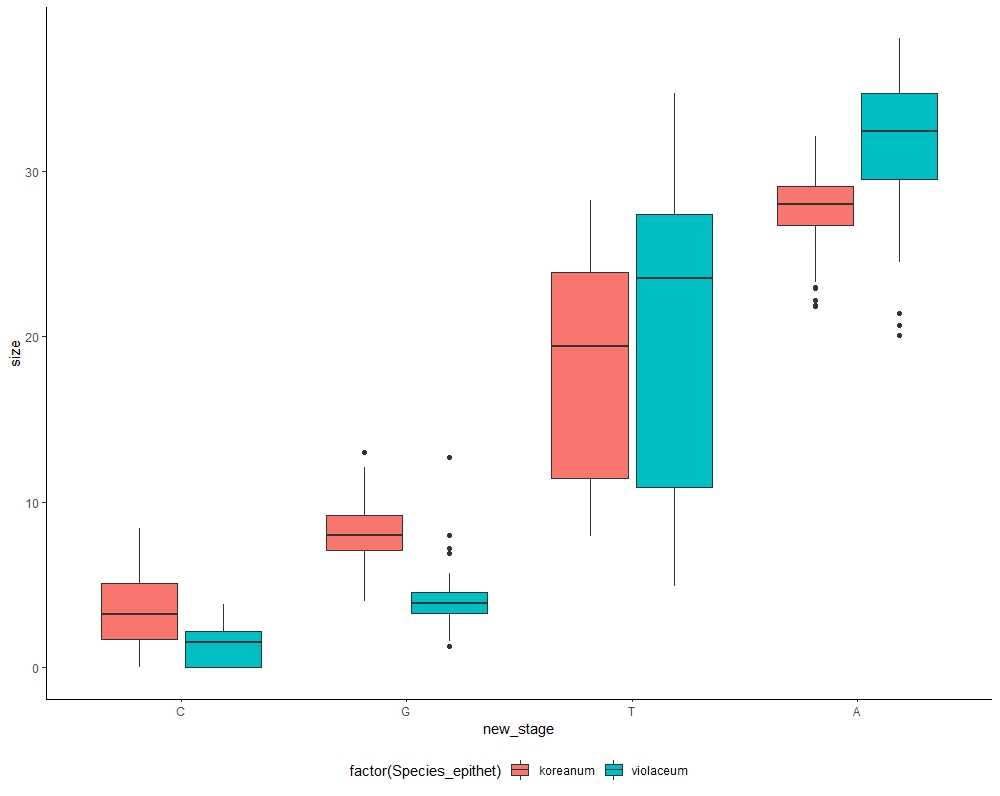 size
30
20
10
0
C G T A
new_stage
factor(Species_epithet) koreanum violaceum